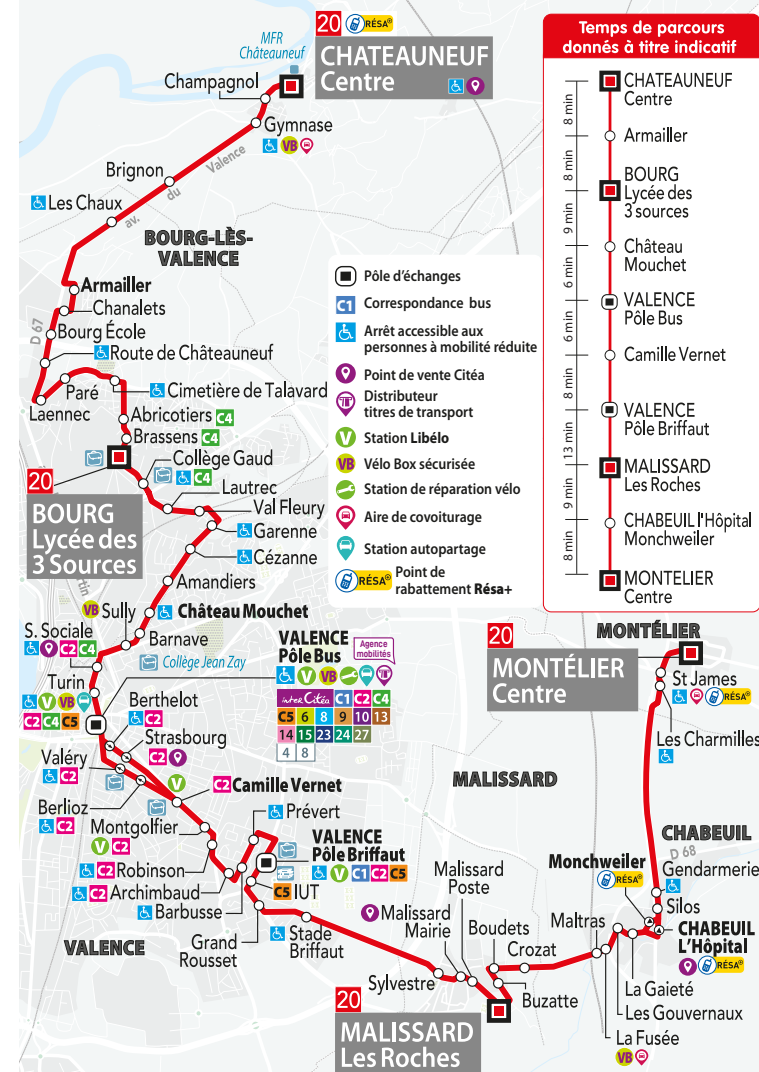 20 RÉSA+
MFR
Châteauneuf
CHATEAUNEUF
Centre
Champagnol
Gymnase
VB
Brignon
av. du Valence
Les Chaux
BOURG-LÈS-
VALENCE
Armailler
Chanalets
D 67
Bourg École
Route de Châteauneuf
Paré
Cimetière de Talavard
Laennec
Abricotiers C4
Brassens C4
Collège Gaud
C4
20
BOURG
Lycée des
3 Sources
Lautrec
Val Fleury
Garenne
Cézanne
Amandiers
Château Mouchet
VB Sully
Barnave
S. Sociale
C2 C4
Collège Jean Zay
Turin
V VB
C2 C4 C5
VALENCE
Pôle Bus
Agence
mobilités
V VB
inter Citéa C1 C2 C4
C5 6 8 9 10 13
14 15 23 24 27
4 8
Berthelot
C2
Strasbourg
C2
Valéry
C2
Berlioz
C2
V
C2 Camille Vernet
Montgolfier
V C2
Prévert
VALENCE
Pôle Briffaut
V C1 C2 C5
C2 Robinson
C2 Archimbaud
C5 IUT
Barbusse
VALENCE
Grand
Rousset
Stade
Briffaut
Malissard
Poste
Malissard
Mairie
Sylvestre
20
MALISSARD
Les Roches
Boudets
Crozat
Buzatte
MALISSARD
Maltras
La Gaieté
Les Gouvernaux
La Fusée
VB
Monchweiler
RÉSA+
CHABEUIL
L'Hôpital
RÉSA+
Silos
Gendarmerie
D 68
CHABEUIL
Les Charmilles
St James
RÉSA+
MONTÉLIER
20
MONTÉLIER
Centre
Pôle d'échanges
C1 Correspondance bus
Arrêt accessible aux
personnes à mobilité réduite
Point de vente Citéa
Distributeur
titres de transport
V Station Libélo
VB Vélo Box sécurisée
Station de réparation vélo
Aire de covoiturage
Station autopartage
RÉSA+ Point de
rabattement Résa+
Temps de parcours
donnés à titre indicatif
CHATEAUNEUF
Centre
8 min
Armailler
8 min
BOURG
Lycée des
3 sources
9 min
Château
Mouchet
6 min
VALENCE
Pôle Bus
6 min
Camille Vernet
8 min
VALENCE
Pôle Briffaut
13 min
MALISSARD
Les Roches
9 min
CHABEUIL l'Hôpital
Monchweiler
8 min
MONTELIER
Centre